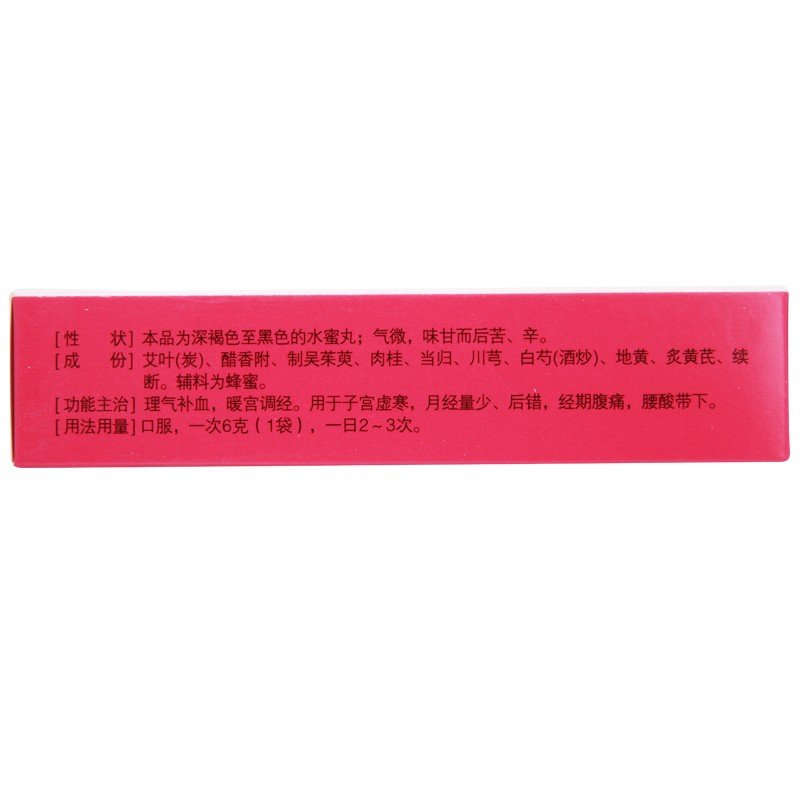 [性　状] 本品为深褐色至黑色的水蜜丸；气微，味甘而后苦、辛。
[成　份] 艾叶(炭)、醋香附、制吴茱萸、肉桂、当归、川芎、白芍(酒炒)、地黄、炙黄芪、续
断。辅料为蜂蜜。
[功能主治] 理气补血，暖宫调经。用于子宫虚寒，月经量少、后错，经期腹痛，腰酸带下。
[用法用量] 口服，一次6克（1袋），一日2～3次。